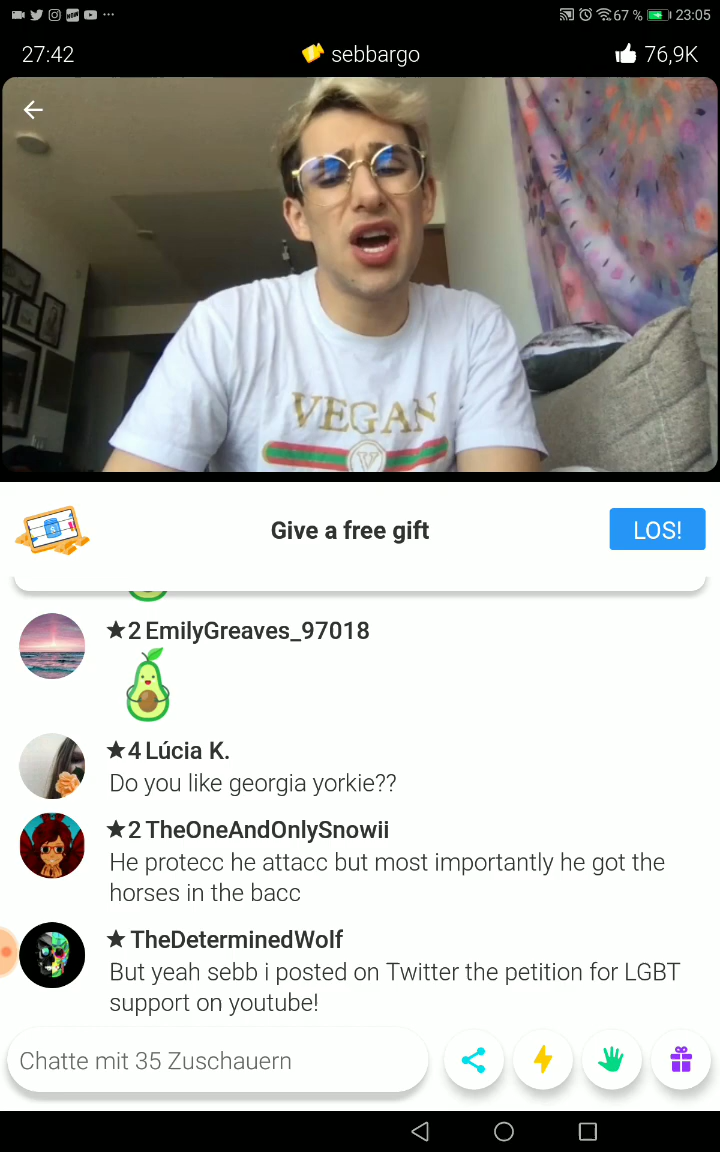 67 % 23:05
27:42 sebbargo 76,9K
VEGAN
V
Give a free gift LOS!
★2 EmilyGreaves_97018
★4 Lúcia K.
Do you like georgia yorkie??
★2 TheOneAndOnlySnowii
He protecc he attacc but most importantly he got the
horses in the bacc
★ TheDeterminedWolf
But yeah sebb i posted on Twitter the petition for LGBT
support on youtube!
Chatte mit 35 Zuschauern